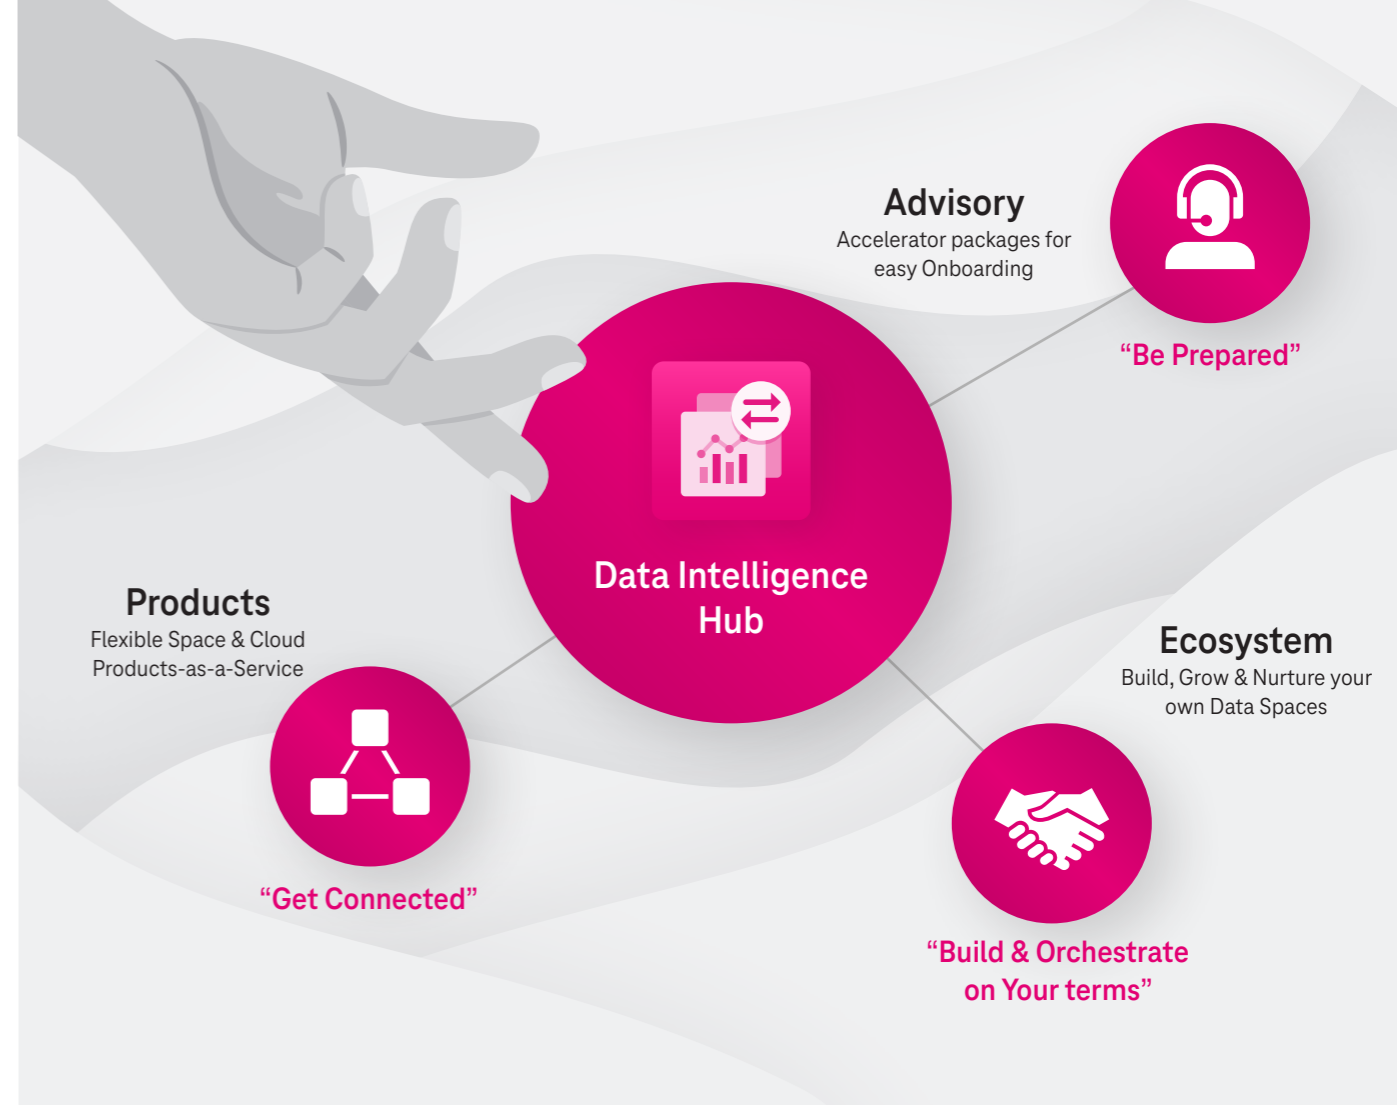 Advisory
Accelerator packages for
easy Onboarding
“Be Prepared”
Data Intelligence
Hub
Products
Flexible Space & Cloud
Products-as-a-Service
“Get Connected”
Ecosystem
Build, Grow & Nurture your
own Data Spaces
“Build & Orchestrate
on Your terms”